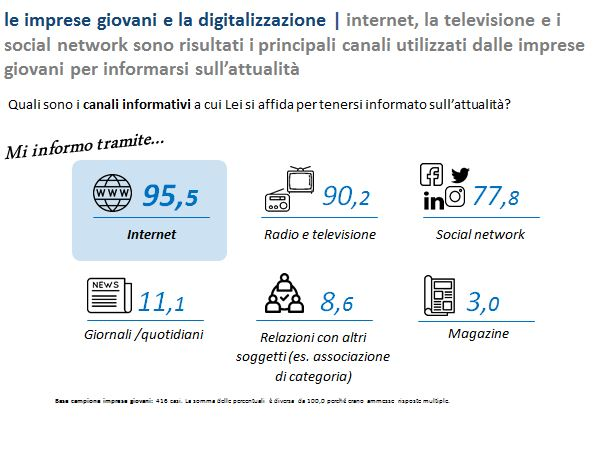 le imprese giovani e la digitalizzazione | internet, la televisione e i
social network sono risultati i principali canali utilizzati dalle imprese
giovani per informarsi sull'attualità
Quali sono i canali informativi a cui Lei si affida per tenersi informato sull'attualità?
Mi informo tramite...
WWW 95,5
Internet
90,2
Radio e televisione
in 77,8
Social network
NEWS 11,1
Giornali /quotidiani
8,6
Relazioni con altri
soggetti (es. associazione
di categoria)
3,0
Magazine
Base campione imprese giovani: 416 casi. La somma delle percentuali è diversa da 100,0 perché erano ammesse risposte multiple.